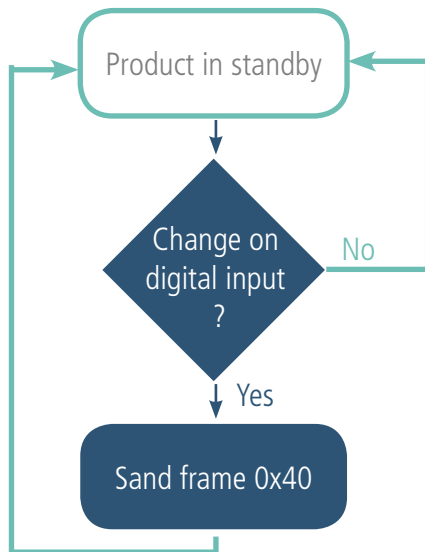 Product in standby
Change on
digital input
?
No
Yes
Sand frame 0x40